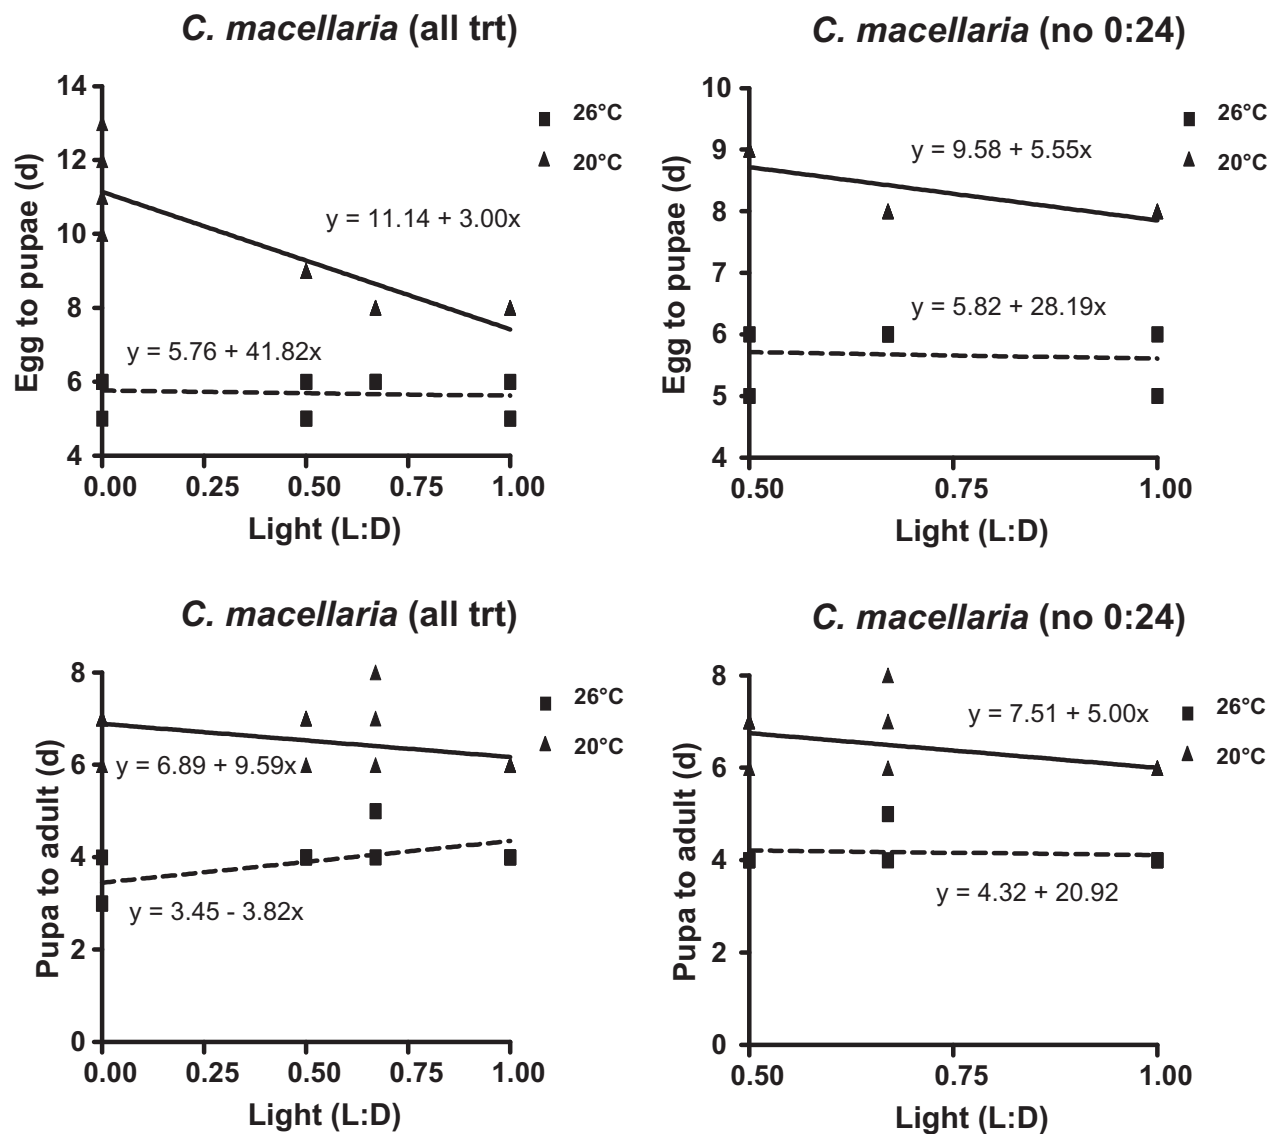 C. macellaria (all trt)
14
12
10
8
6
4
Egg to pupae (d)
26°C
20°C
y = 11.14 + 3.00x
y = 5.76 + 41.82x
0.00 0.25 0.50 0.75 1.00
Light (L:D)
C. macellaria (no 0:24)
10
9
8
7
6
5
4
Egg to pupae (d)
26°C
20°C
y = 9.58 + 5.55x
y = 5.82 + 28.19x
0.50 0.75 1.00
Light (L:D)
C. macellaria (all trt)
8
6
4
2
0
Pupa to adult (d)
26°C
20°C
y = 6.89 + 9.59x
y = 3.45 - 3.82x
0.00 0.25 0.50 0.75 1.00
Light (L:D)
C. macellaria (no 0:24)
8
6
4
2
0
Pupa to adult (d)
26°C
20°C
y = 7.51 + 5.00x
y = 4.32 + 20.92
0.50 0.75 1.00
Light (L:D)